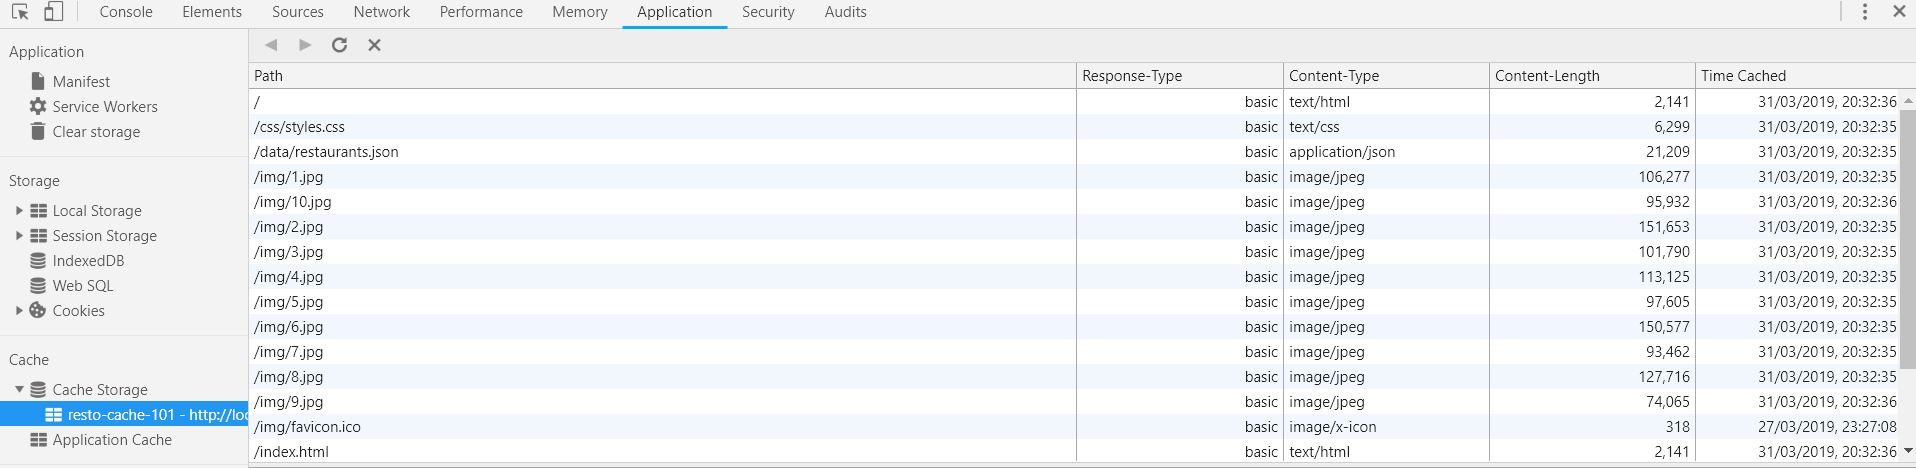 Console Elements Sources Network Performance Memory Application Security Audits
Application
Manifest
Service Workers
Clear storage
Storage
Local Storage
Session Storage
IndexedDB
Web SQL
Cookies
Cache
Cache Storage
resto-cache-101 - http://loc
Application Cache
Path Response-Type Content-Type Content-Length Time Cached
/ basic text/html 2,141 31/03/2019, 20:32:36
/css/styles.css basic text/css 6,299 31/03/2019, 20:32:35
/data/restaurants.json basic application/json 21,209 31/03/2019, 20:32:35
/img/1.jpg basic image/jpeg 106,277 31/03/2019, 20:32:35
/img/10.jpg basic image/jpeg 95,932 31/03/2019, 20:32:36
/img/2.jpg basic image/jpeg 151,653 31/03/2019, 20:32:35
/img/3.jpg basic image/jpeg 101,790 31/03/2019, 20:32:35
/img/4.jpg basic image/jpeg 113,125 31/03/2019, 20:32:35
/img/5.jpg basic image/jpeg 97,605 31/03/2019, 20:32:35
/img/6.jpg basic image/jpeg 150,577 31/03/2019, 20:32:35
/img/7.jpg basic image/jpeg 93,462 31/03/2019, 20:32:35
/img/8.jpg basic image/jpeg 127,716 31/03/2019, 20:32:35
/img/9.jpg basic image/jpeg 74,065 31/03/2019, 20:32:36
/img/favicon.ico basic image/x-icon 318 27/03/2019, 23:27:08
/index.html basic text/html 2,141 31/03/2019, 20:32:36